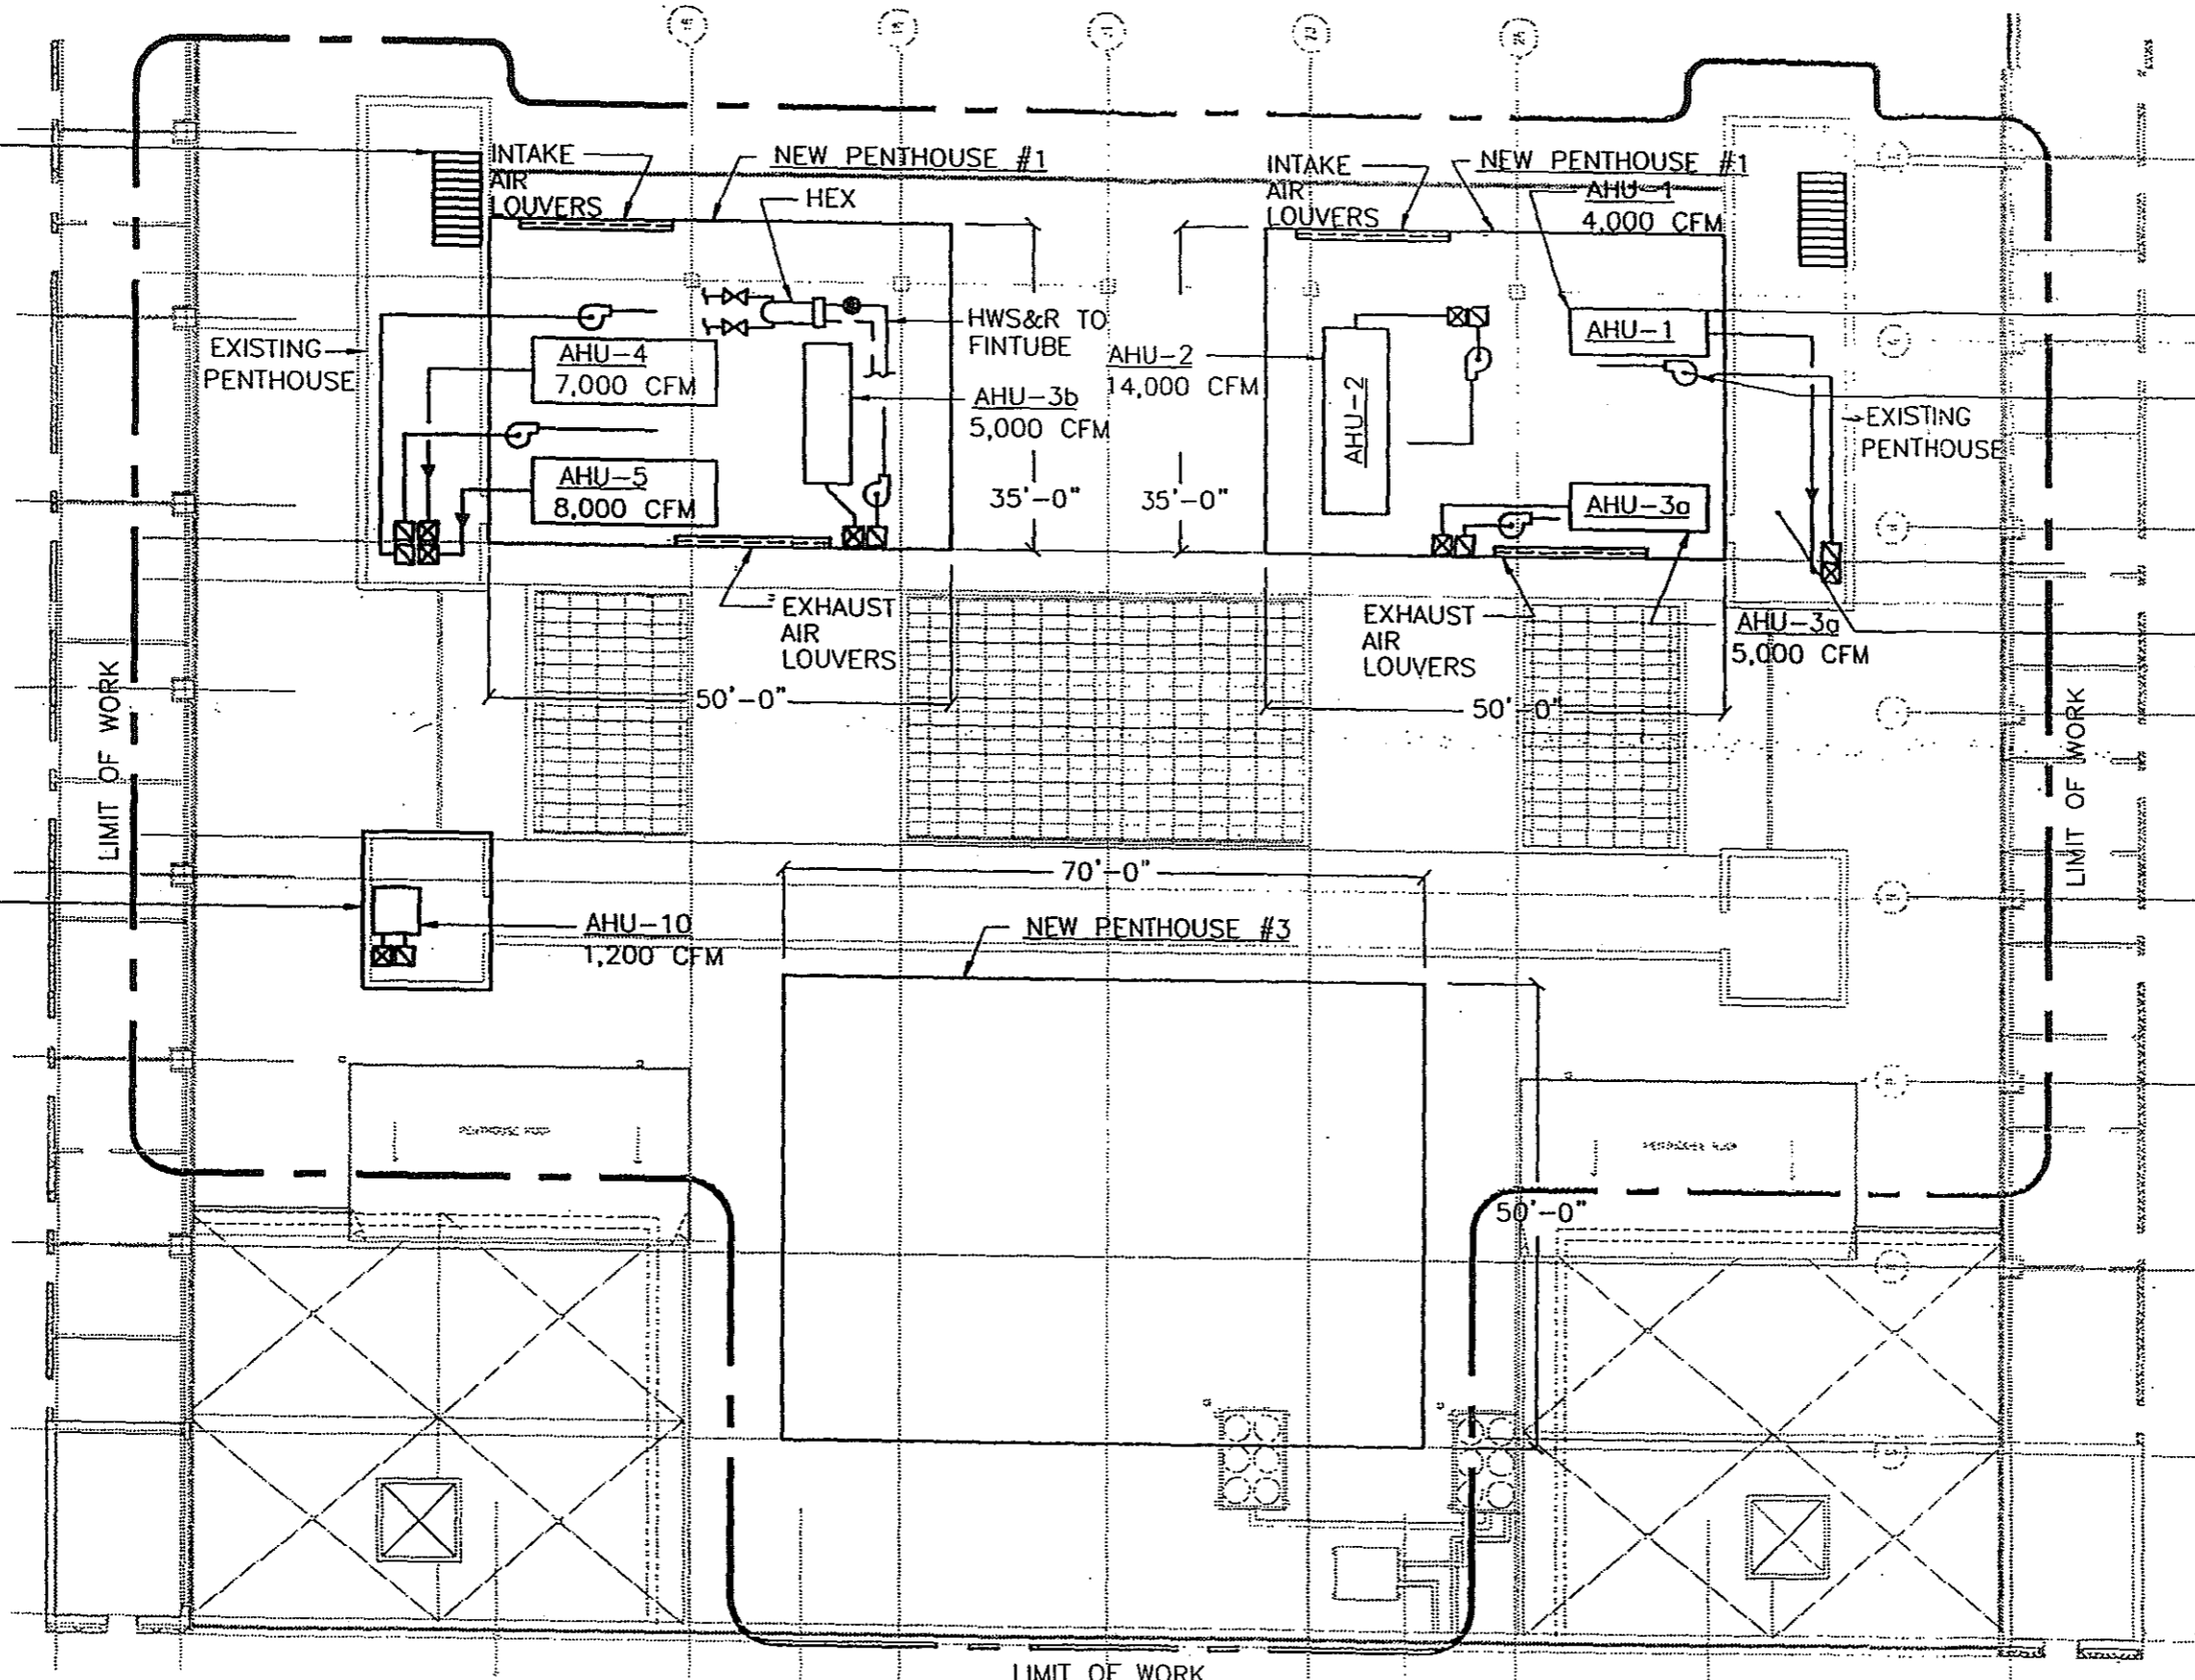 INTAKE
AIR
LOUVERS
NEW PENTHOUSE #1
HEX
INTAKE
AIR
LOUVERS
NEW PENTHOUSE #1
AHU-1
4,000 CFM
EXISTING
PENTHOUSE
AHU-4
7,000 CFM
HWS&R TO
FINTUBE
AHU-3b
5,000 CFM
AHU-2
14,000 CFM
AHU-2
AHU-1
EXISTING
PENTHOUSE
AHU-5
8,000 CFM
35'-0"
35'-0"
AHU-3a
EXHAUST
AIR
LOUVERS
EXHAUST
AIR
LOUVERS
AHU-3a
5,000 CFM
50'-0"
50'-0"
LIMIT OF WORK
LIMIT OF WORK
70'-0"
AHU-10
1,200 CFM
NEW PENTHOUSE #3
50'-0"
LIMIT OF WORK